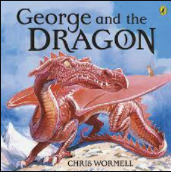 George and the
DRAGON
CHRIS WORMELL